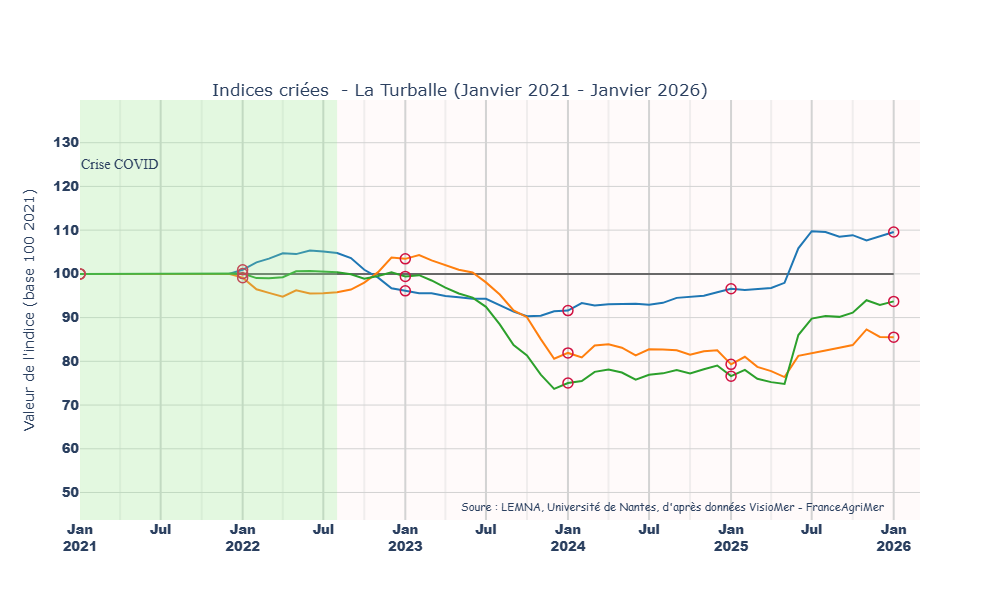 Indices criées  - La Turballe (Janvier 2021 - Janvier 2026)
Valeur de l'indice (base 100 2021)
130
120
110
100
90
80
70
60
50
Crise COVID
Soure : LEMNA, Université de Nantes, d'après données VisioMer - FranceAgriMer
Jan Jul Jan Jul Jan Jul Jan Jul Jan Jul Jan
2021 2022 2023 2024 2025 2026